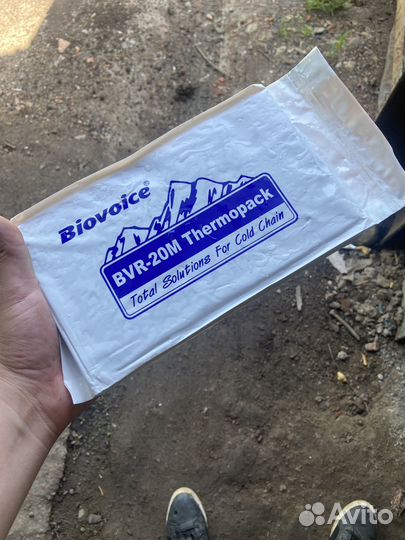 Biovoice®
BVR-20M Thermopack
Total Solutions For Cold Chain
Avito